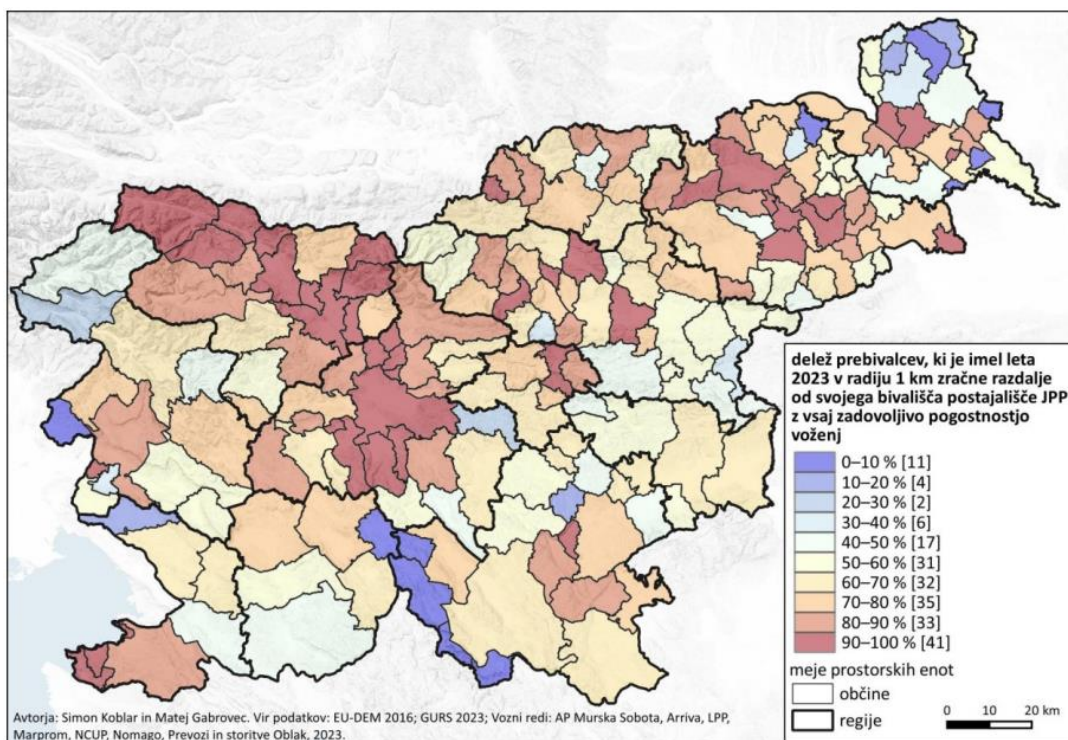 delež prebivalcev, ki je imel leta
2023 v radiju 1 km zračne razdalje
od svojega bivališča postajališče JPP
z vsaj zadovoljivo pogostnostjo
voženj
0–10 % [11]
10–20 % [4]
20–30 % [2]
30–40 % [6]
40–50 % [17]
50–60 % [31]
60–70 % [32]
70–80 % [35]
80–90 % [33]
90–100 % [41]
meje prostorskih enot
občine
regije
0 10 20 km
Avtorja: Simon Koblar in Matej Gabrovec. Vir podatkov: EU-DEM 2016; GURS 2023; Vozni redi: AP Murska Sobota, Arriva, LPP,
Marprom, NCUP, Nomago, Prevozi in storitve Oblak, 2023.